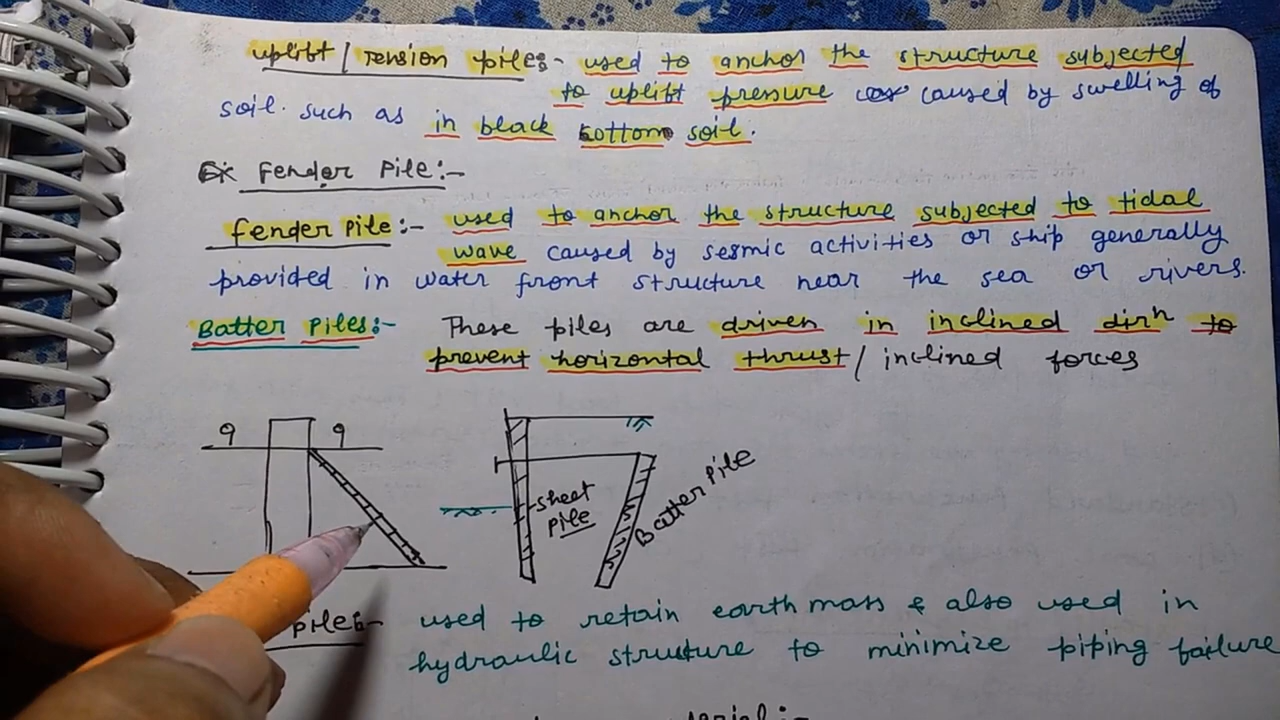 uplift / Tension piles:- used to anchor the structure subjected
to uplift pressure caused by swelling of
soil. such as in black cottom soil.
Fender Pile:-
fender pile:- used to anchor the structure subjected to tidal
wave caused by sesmic activities or ship generally
provided in water front structure near the sea or rivers.
Batter Piles:- These piles are driven in inclined dirn to
prevent horizontal thrust / inclined forces
q q
sheet
pile
Batter pile
piles- used to retain earth mass & also used in
hydraulic structure to minimize piping failure